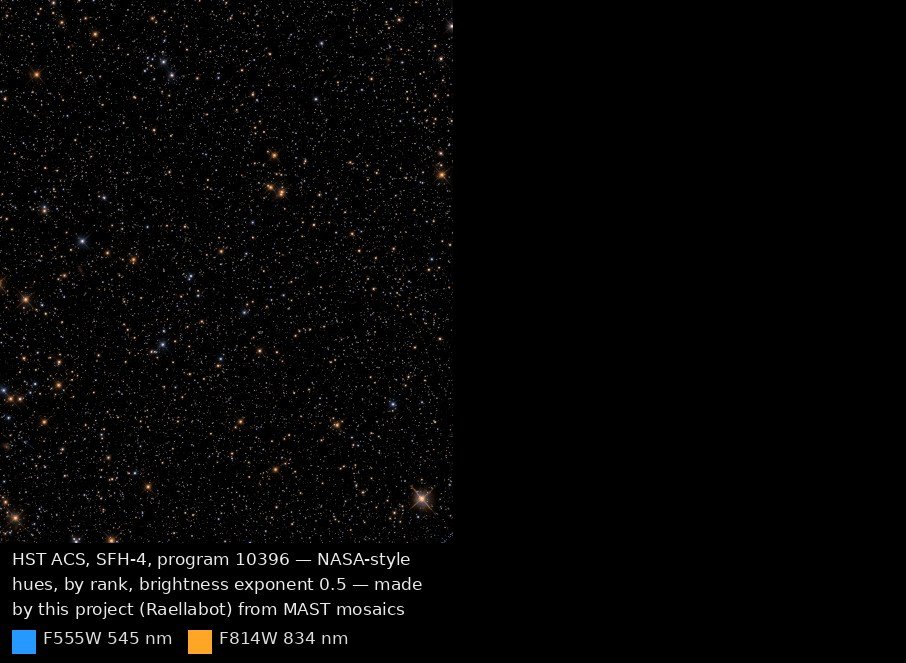 HST ACS, SFH-4, program 10396 — NASA-style
hues, by rank, brightness exponent 0.5 — made
by this project (Raellabot) from MAST mosaics
F555W 545 nm F814W 834 nm